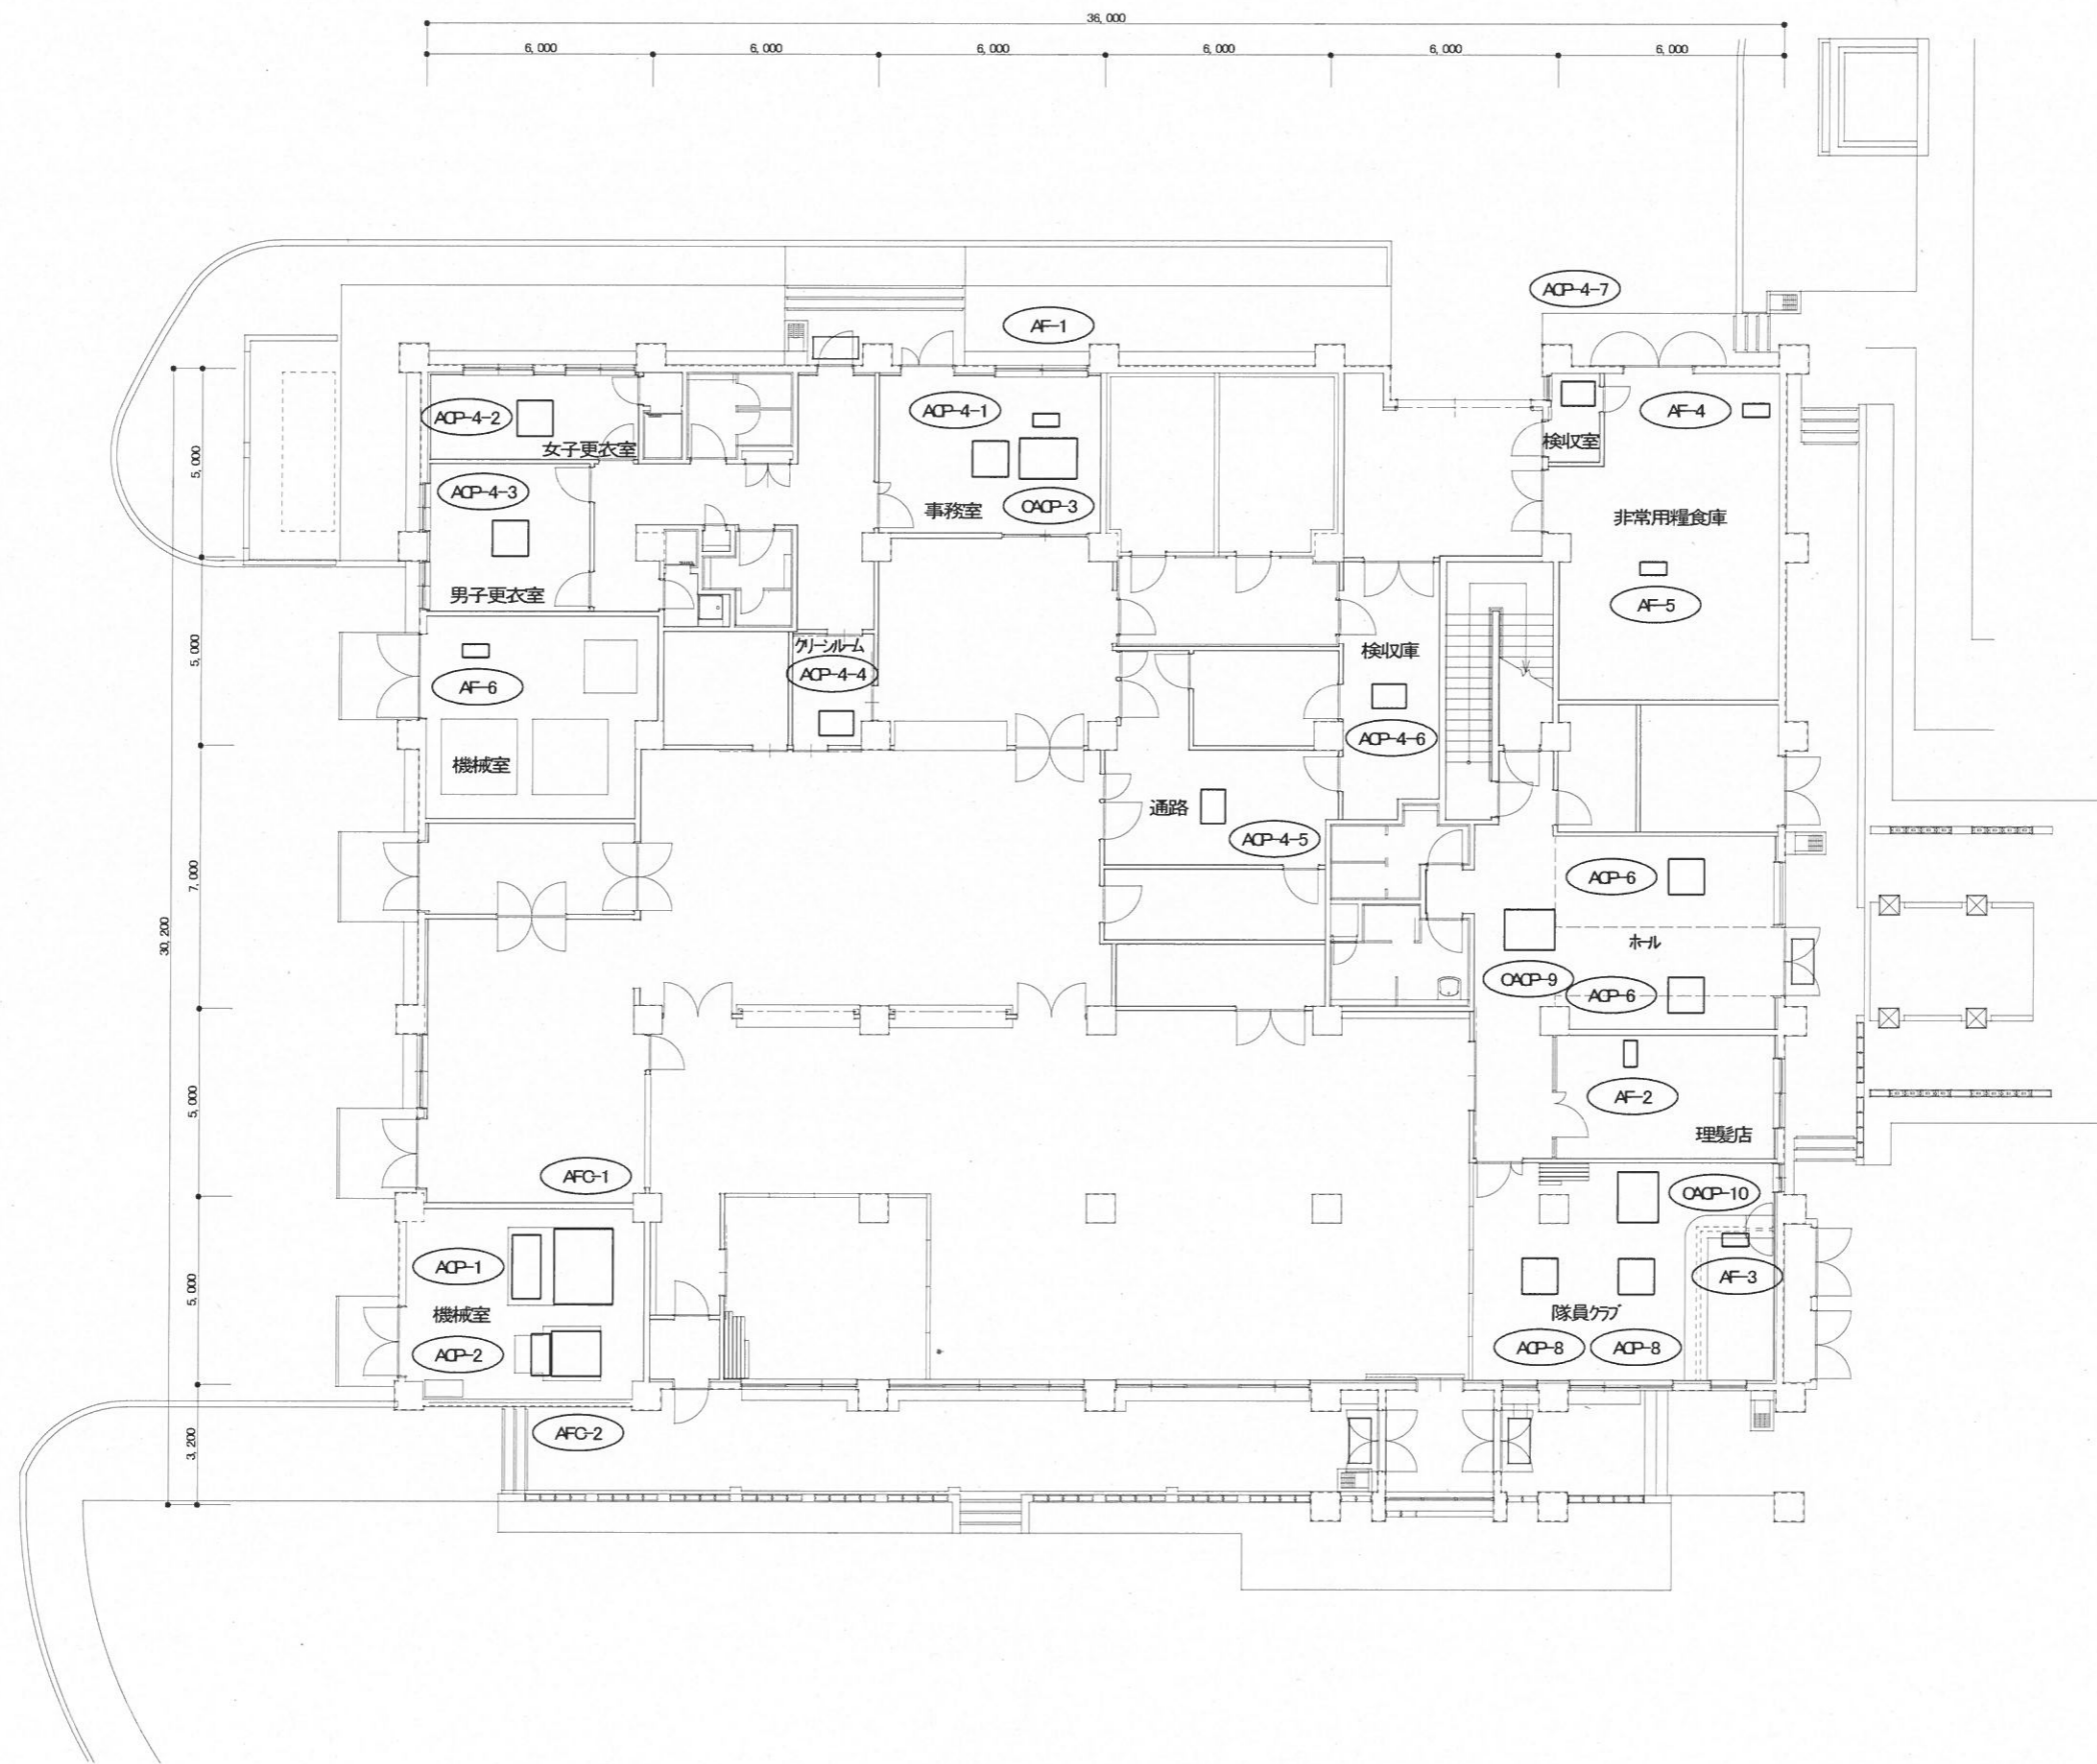 36,000
6,000 6,000 6,000 6,000 6,000 6,000
ACP-4-7
AF-1
ACP-4-2
女子更衣室
ACP-4-1
AF-4
検収室
ACP-4-3
事務室
OACP-3
非常用糧食庫
5,000
男子更衣室
AF-5
5,000
クリーンルーム
検収庫
ACP-4-4
AF-6
ACP-4-6
機械室
通路
ACP-4-5
7,000
ACP-6
30,200
ホール
OACP-9
ACP-6
5,000
AF-2
理髪店
AFC-1
OACP-10
ACP-1
AF-3
5,000
機械室
隊員クラブ
ACP-2
ACP-8
ACP-8
3,200
AFC-2